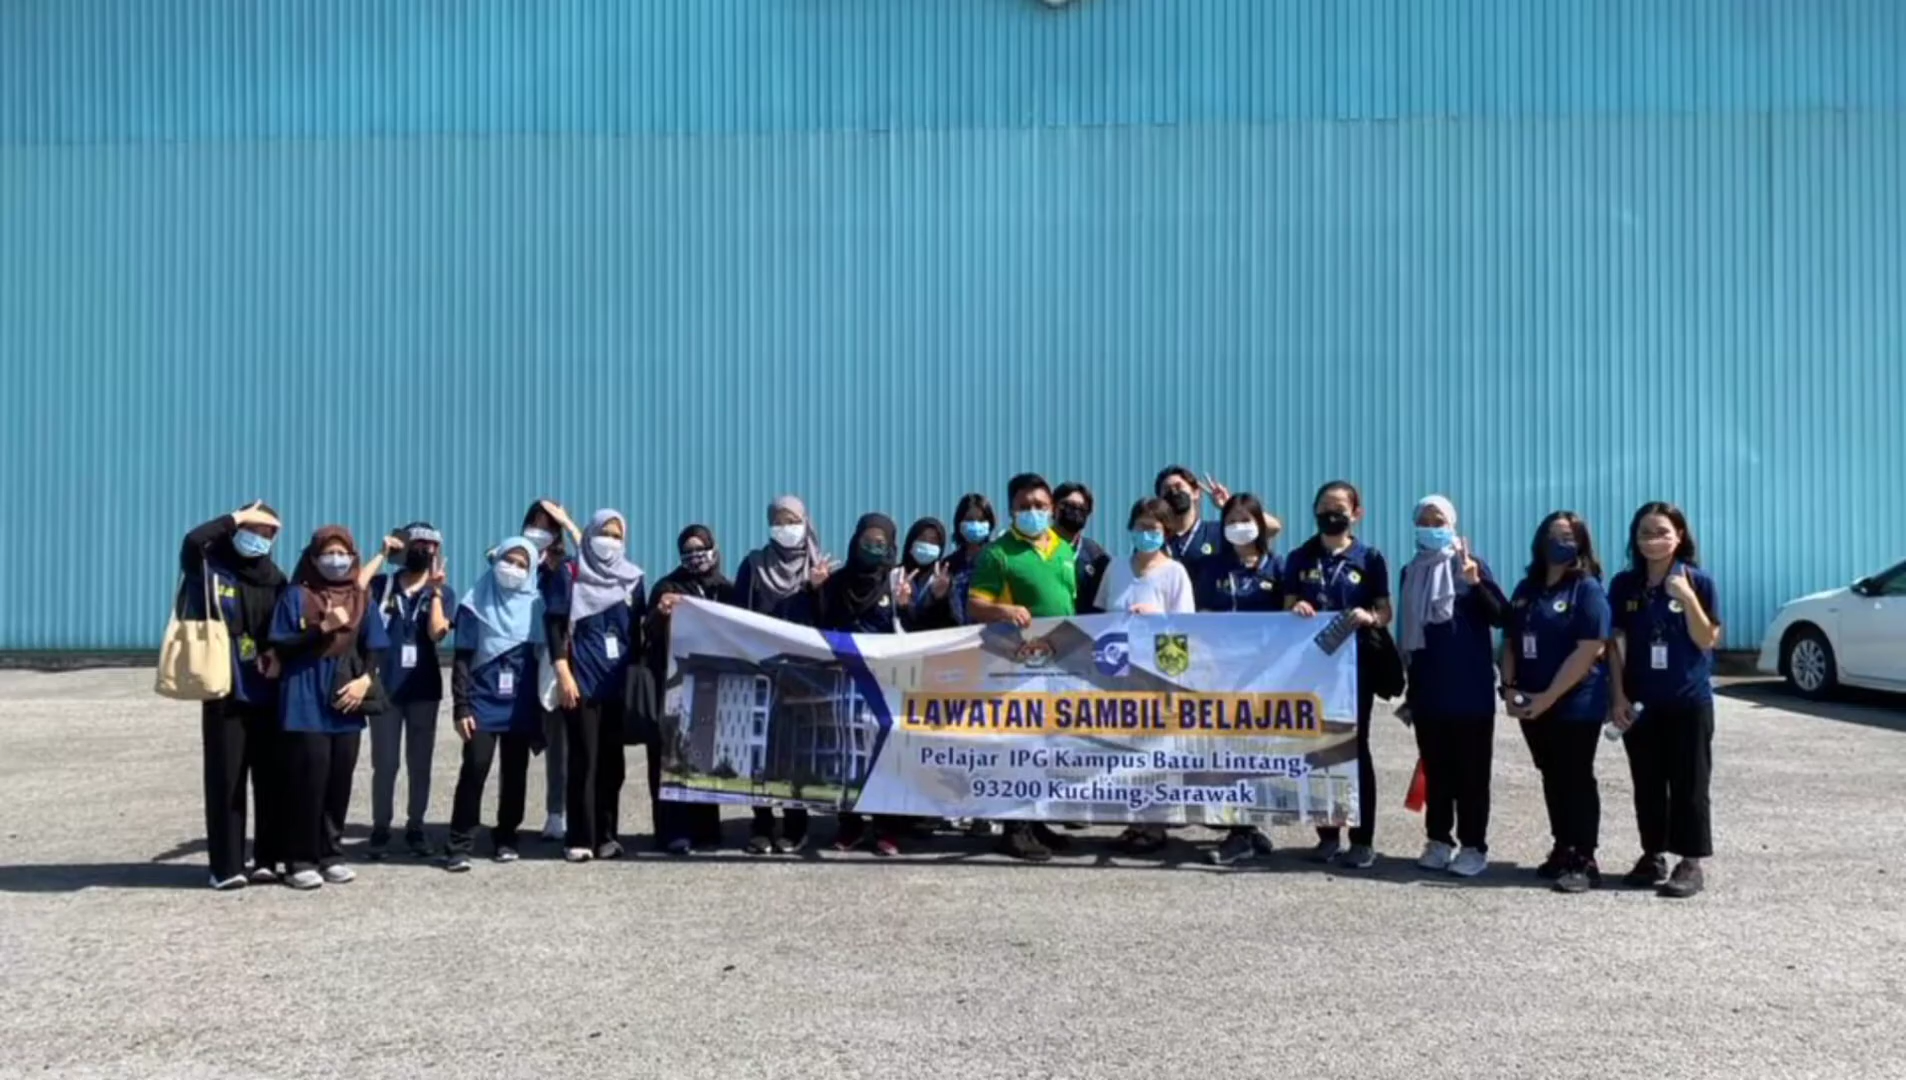 LAWATAN SAMBIL BELAJAR
Pelajar IPG Kampus Batu Lintang,
93200 Kuching, Sarawak